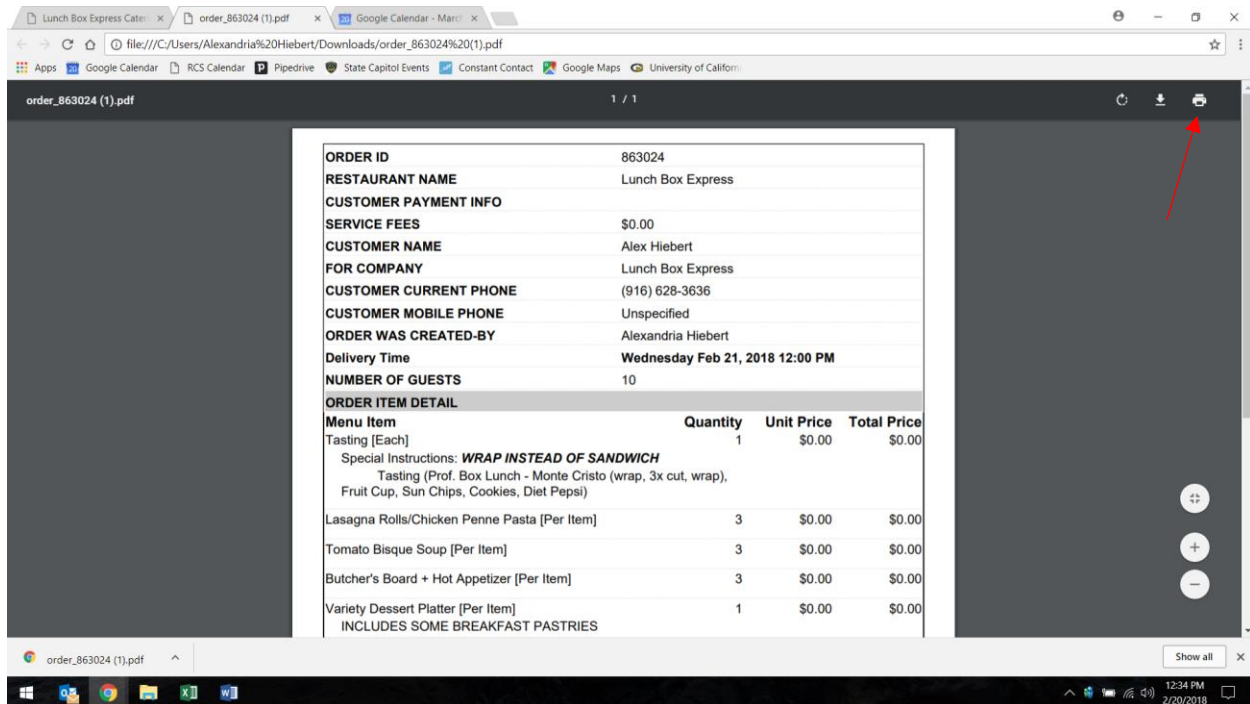 Lunch Box Express Cater
order_863024 (1).pdf
Google Calendar - March
file:///C:/Users/Alexandria%20Hiebert/Downloads/order_863024%20(1).pdf
Apps 20 Google Calendar RCS Calendar P Pipedrive State Capitol Events Constant Contact Google Maps University of Californ
order_863024 (1).pdf 1 / 1
ORDER ID 863024
RESTAURANT NAME Lunch Box Express
CUSTOMER PAYMENT INFO
SERVICE FEES $0.00
CUSTOMER NAME Alex Hiebert
FOR COMPANY Lunch Box Express
CUSTOMER CURRENT PHONE (916) 628-3636
CUSTOMER MOBILE PHONE Unspecified
ORDER WAS CREATED-BY Alexandria Hiebert
Delivery Time Wednesday Feb 21, 2018 12:00 PM
NUMBER OF GUESTS 10
ORDER ITEM DETAIL
Menu Item Quantity Unit Price Total Price
Tasting [Each] 1 $0.00 $0.00
Special Instructions: WRAP INSTEAD OF SANDWICH
Tasting (Prof. Box Lunch - Monte Cristo (wrap, 3x cut, wrap),
Fruit Cup, Sun Chips, Cookies, Diet Pepsi)
Lasagna Rolls/Chicken Penne Pasta [Per Item] 3 $0.00 $0.00
Tomato Bisque Soup [Per Item] 3 $0.00 $0.00
Butcher's Board + Hot Appetizer [Per Item] 3 $0.00 $0.00
Variety Dessert Platter [Per Item] 1 $0.00 $0.00
INCLUDES SOME BREAKFAST PASTRIES
order_863024 (1).pdf Show all
12:34 PM
2/20/2018